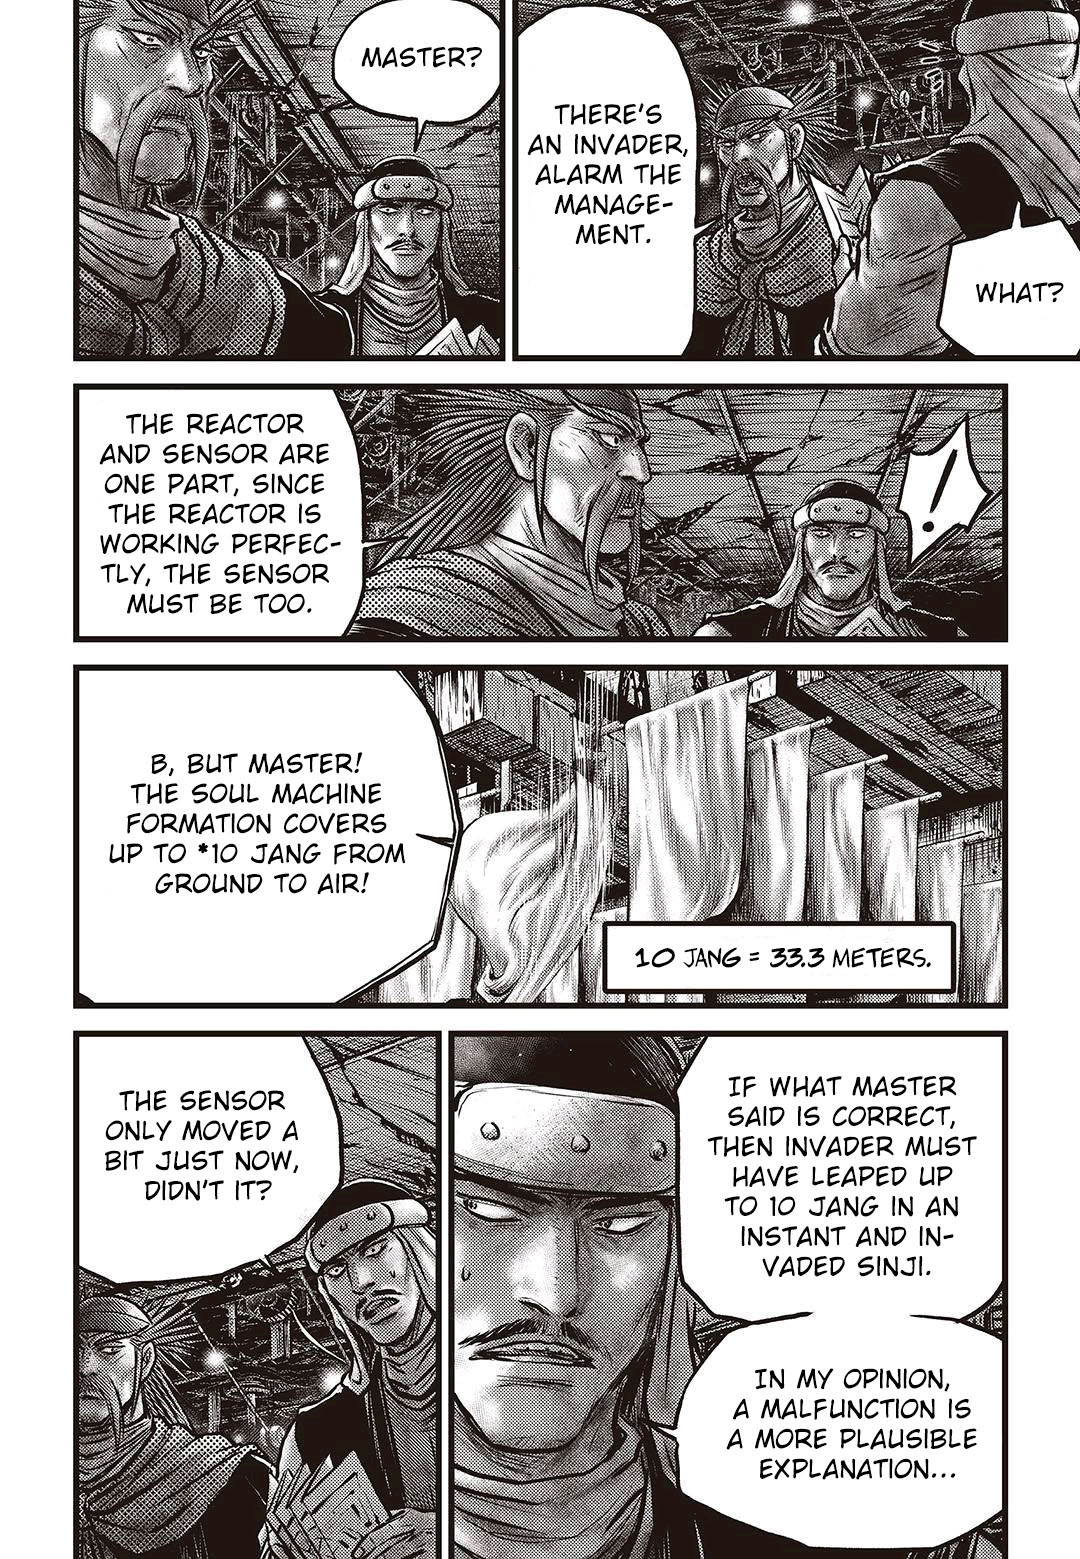 MASTER?
THERE'S
AN INVADER,
ALARM THE
MANAGE-
MENT.
WHAT?
THE REACTOR
AND SENSOR ARE
ONE PART, SINCE
THE REACTOR IS
WORKING PERFEC-
TLY, THE SENSOR
MUST BE TOO.
!
B, BUT MASTER!
THE SOUL MACHINE
FORMATION COVERS
UP TO *10 JANG FROM
GROUND TO AIR!
10 JANG = 33.3 METERS.
THE SENSOR
ONLY MOVED A
BIT JUST NOW,
DIDN'T IT?
IF WHAT MASTER
SAID IS CORRECT,
THEN INVADER MUST
HAVE LEAPED UP
TO 10 JANG IN AN
INSTANT AND IN-
VADED SINJI.
IN MY OPINION,
A MALFUNCTION IS
A MORE PLAUSIBLE
EXPLANATION...